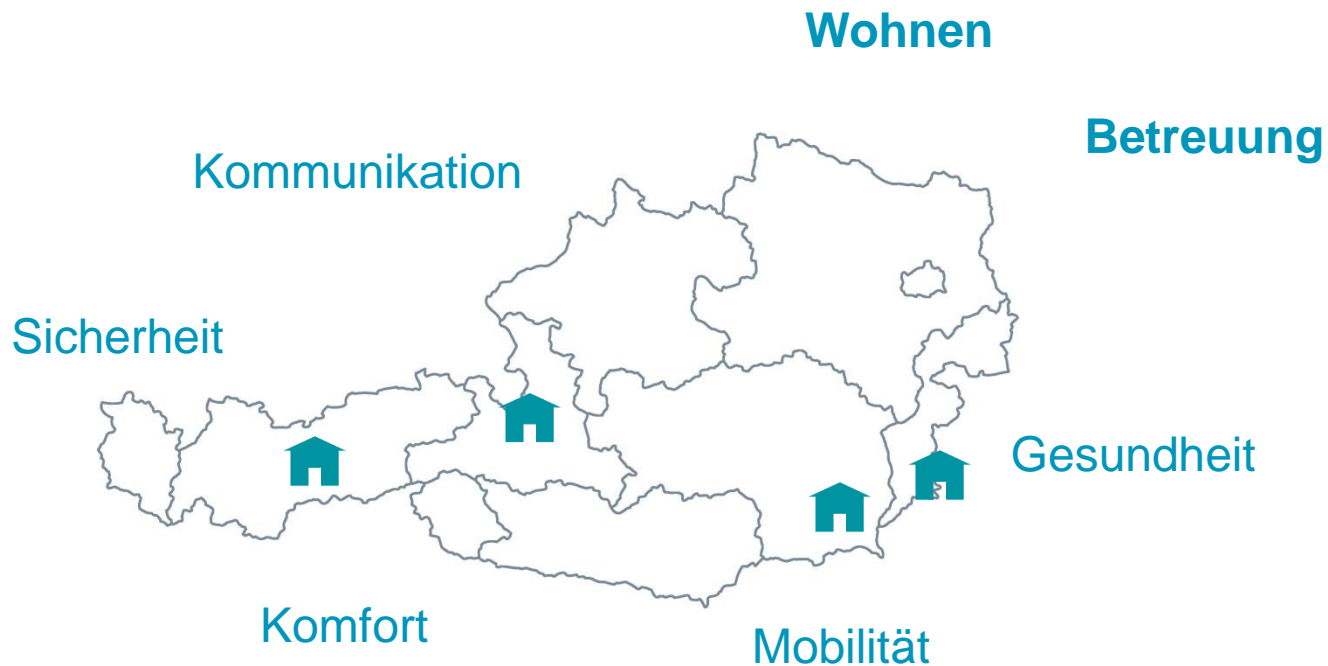 Wohnen
Betreuung
Kommunikation
Sicherheit
Gesundheit
Komfort
Mobilität